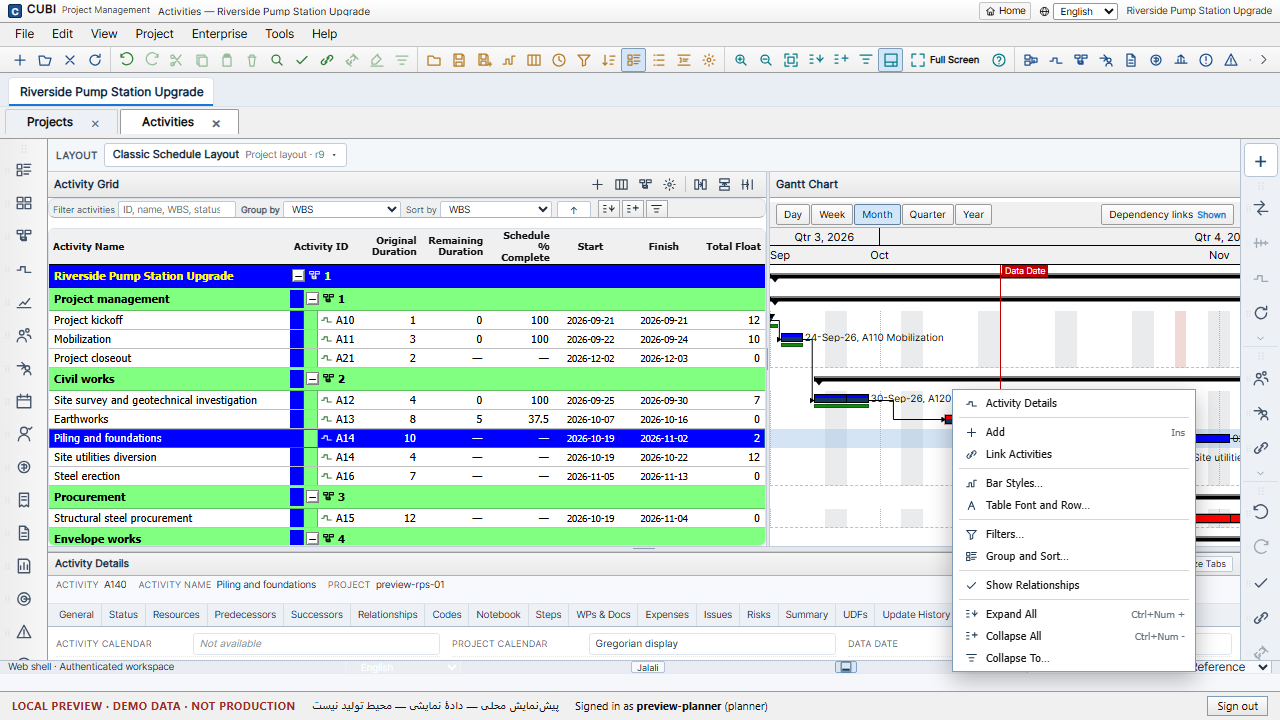 CUBI Project Management Activities — Riverside Pump Station Upgrade Home English Riverside Pump Station Upgrade
File Edit View Project Enterprise Tools Help
Full Screen
Riverside Pump Station Upgrade
Projects Activities
LAYOUT Classic Schedule Layout Project layout · r9
Activity Grid
Filter activities ID, name, WBS, status Group by WBS Sort by WBS
Activity Name Activity ID Original Duration Remaining Duration Schedule % Complete Start Finish Total Float
Riverside Pump Station Upgrade 1
Project management 1
Project kickoff A10 1 0 100 2026-09-21 2026-09-21 12
Mobilization A11 3 0 100 2026-09-22 2026-09-24 10
Project closeout A21 2 — — 2026-12-02 2026-12-03 0
Civil works 2
Site survey and geotechnical investigation A12 4 0 100 2026-09-25 2026-09-30 7
Earthworks A13 8 5 37.5 2026-10-07 2026-10-16 0
Piling and foundations A14 10 — — 2026-10-19 2026-11-02 2
Site utilities diversion A14 4 — — 2026-10-19 2026-10-22 12
Steel erection A16 7 — — 2026-11-05 2026-11-13 0
Procurement 3
Structural steel procurement A15 12 — — 2026-10-19 2026-11-04 0
Envelope works 4
Gantt Chart
Day Week Month Quarter Year Dependency links Shown
Qtr 3, 2026 Qtr 4, 20
Sep Oct Nov
Data Date
24-Sep-26, A110 Mobilization
30-Sep-26, A120
Site utilitie
Activity Details
Add Ins
Link Activities
Bar Styles...
Table Font and Row...
Filters...
Group and Sort...
Show Relationships
Expand All Ctrl+Num +
Collapse All Ctrl+Num -
Collapse To...
Activity Details ze Tabs
ACTIVITY A140 ACTIVITY NAME Piling and foundations PROJECT preview-rps-01
General Status Resources Predecessors Successors Relationships Codes Notebook Steps WPs & Docs Expenses Issues Risks Summary UDFs Update History
ACTIVITY CALENDAR Not available PROJECT CALENDAR Gregorian display DATA DATE
Web shell · Authenticated workspace English Jalali Reference
LOCAL PREVIEW · DEMO DATA · NOT PRODUCTION پیش‌نمایش محلی — دادهٔ نمایشی — محیط تولید نیست Signed in as preview-planner (planner) Sign out